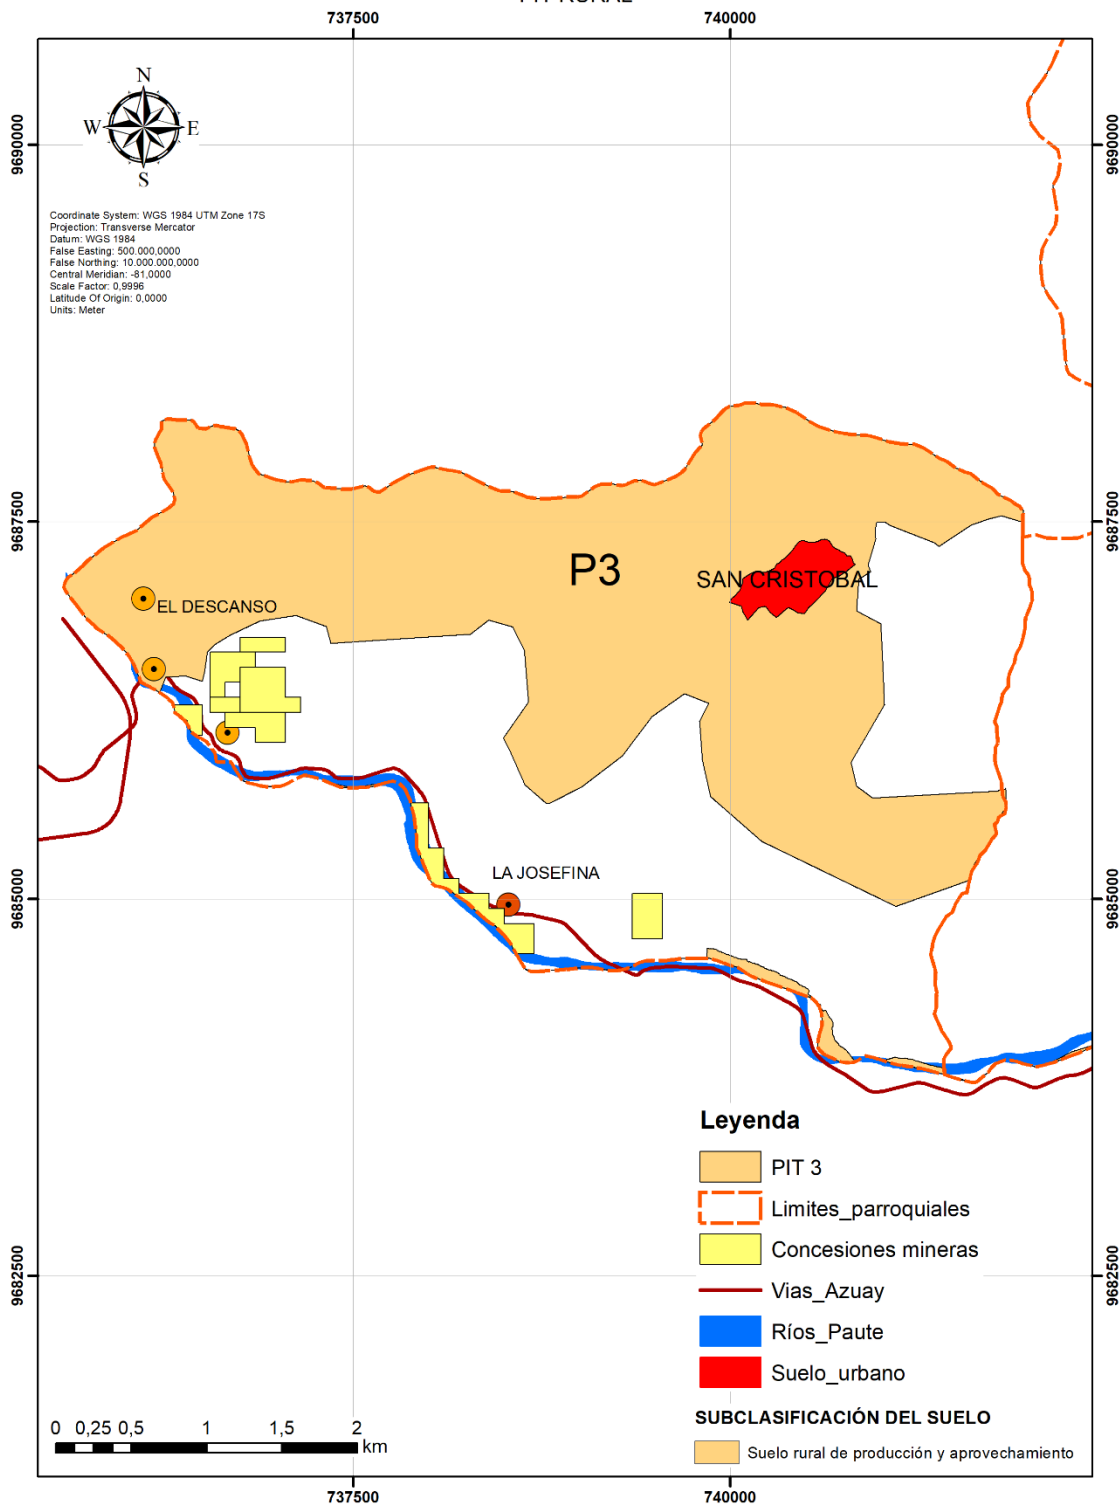 PIT RURAL
737500
740000
N
W
E
S
9690000
9690000
Coordinate System: WGS 1984 UTM Zone 17S
Projection: Transverse Mercator
Datum: WGS 1984
False Easting: 500.000,0000
False Northing: 10.000.000,0000
Central Meridian: -81,0000
Scale Factor: 0,9996
Latitude Of Origin: 0,0000
Units: Meter
9687500
9687500
P3
SAN CRISTOBAL
EL DESCANSO
LA JOSEFINA
9685000
9685000
Leyenda
PIT 3
Limites_parroquiales
Concesiones mineras
9682500
9682500
Vias_Azuay
Ríos_Paute
Suelo_urbano
SUBCLASIFICACIÓN DEL SUELO
Suelo rural de producción y aprovechamiento
0 0,25 0,5 1 1,5 2
km
737500
740000